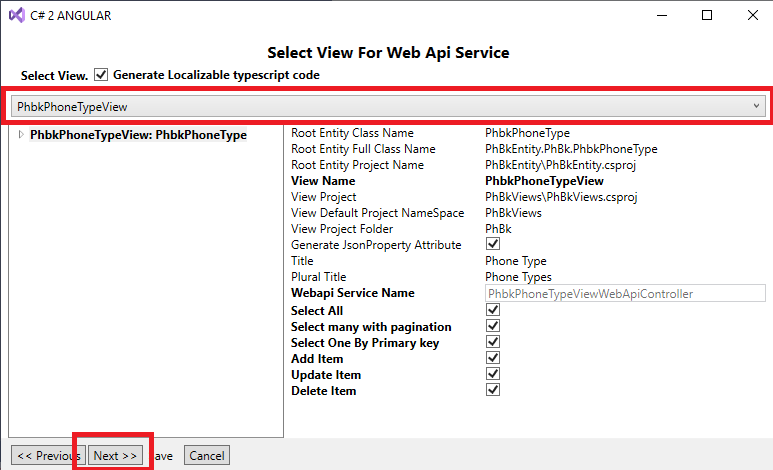 C# 2 ANGULAR
Select View For Web Api Service
Select View. Generate Localizable typescript code
PhbkPhoneTypeView
PhbkPhoneTypeView: PhbkPhoneType
Root Entity Class Name PhbkPhoneType
Root Entity Full Class Name PhBkEntity.PhBk.PhbkPhoneType
Root Entity Project Name PhBkEntity\PhBkEntity.csproj
View Name PhbkPhoneTypeView
View Project PhBkViews\PhBkViews.csproj
View Default Project NameSpace PhBkViews
View Project Folder PhBk
Generate JsonProperty Attribute
Title Phone Type
Plural Title Phone Types
Webapi Service Name PhbkPhoneTypeViewWebApiController
Select All
Select many with pagination
Select One By Primary key
Add Item
Update Item
Delete Item
<< Previous Next >> ave Cancel